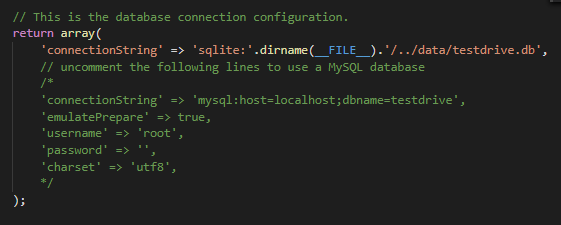 // This is the database connection configuration.
return array(
'connectionString' => 'sqlite:'.dirname(__FILE__).'/../data/testdrive.db',
// uncomment the following lines to use a MySQL database
/*
'connectionString' => 'mysql:host=localhost;dbname=testdrive',
'emulatePrepare' => true,
'username' => 'root',
'password' => '',
'charset' => 'utf8',
*/
);